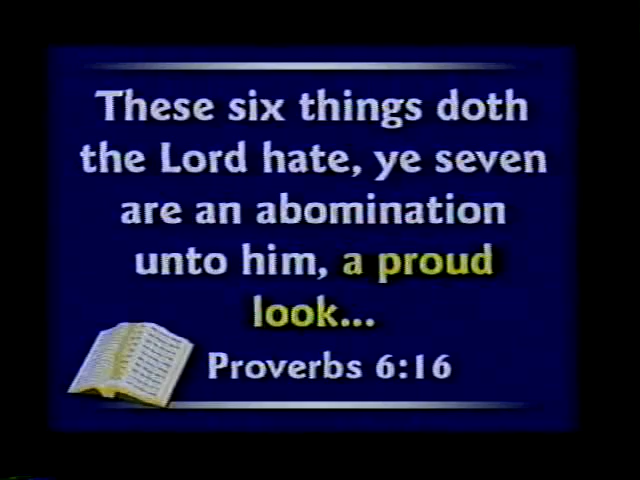 These six things doth
the Lord hate, ye seven
are an abomination
unto him, a proud
look...
Proverbs 6:16